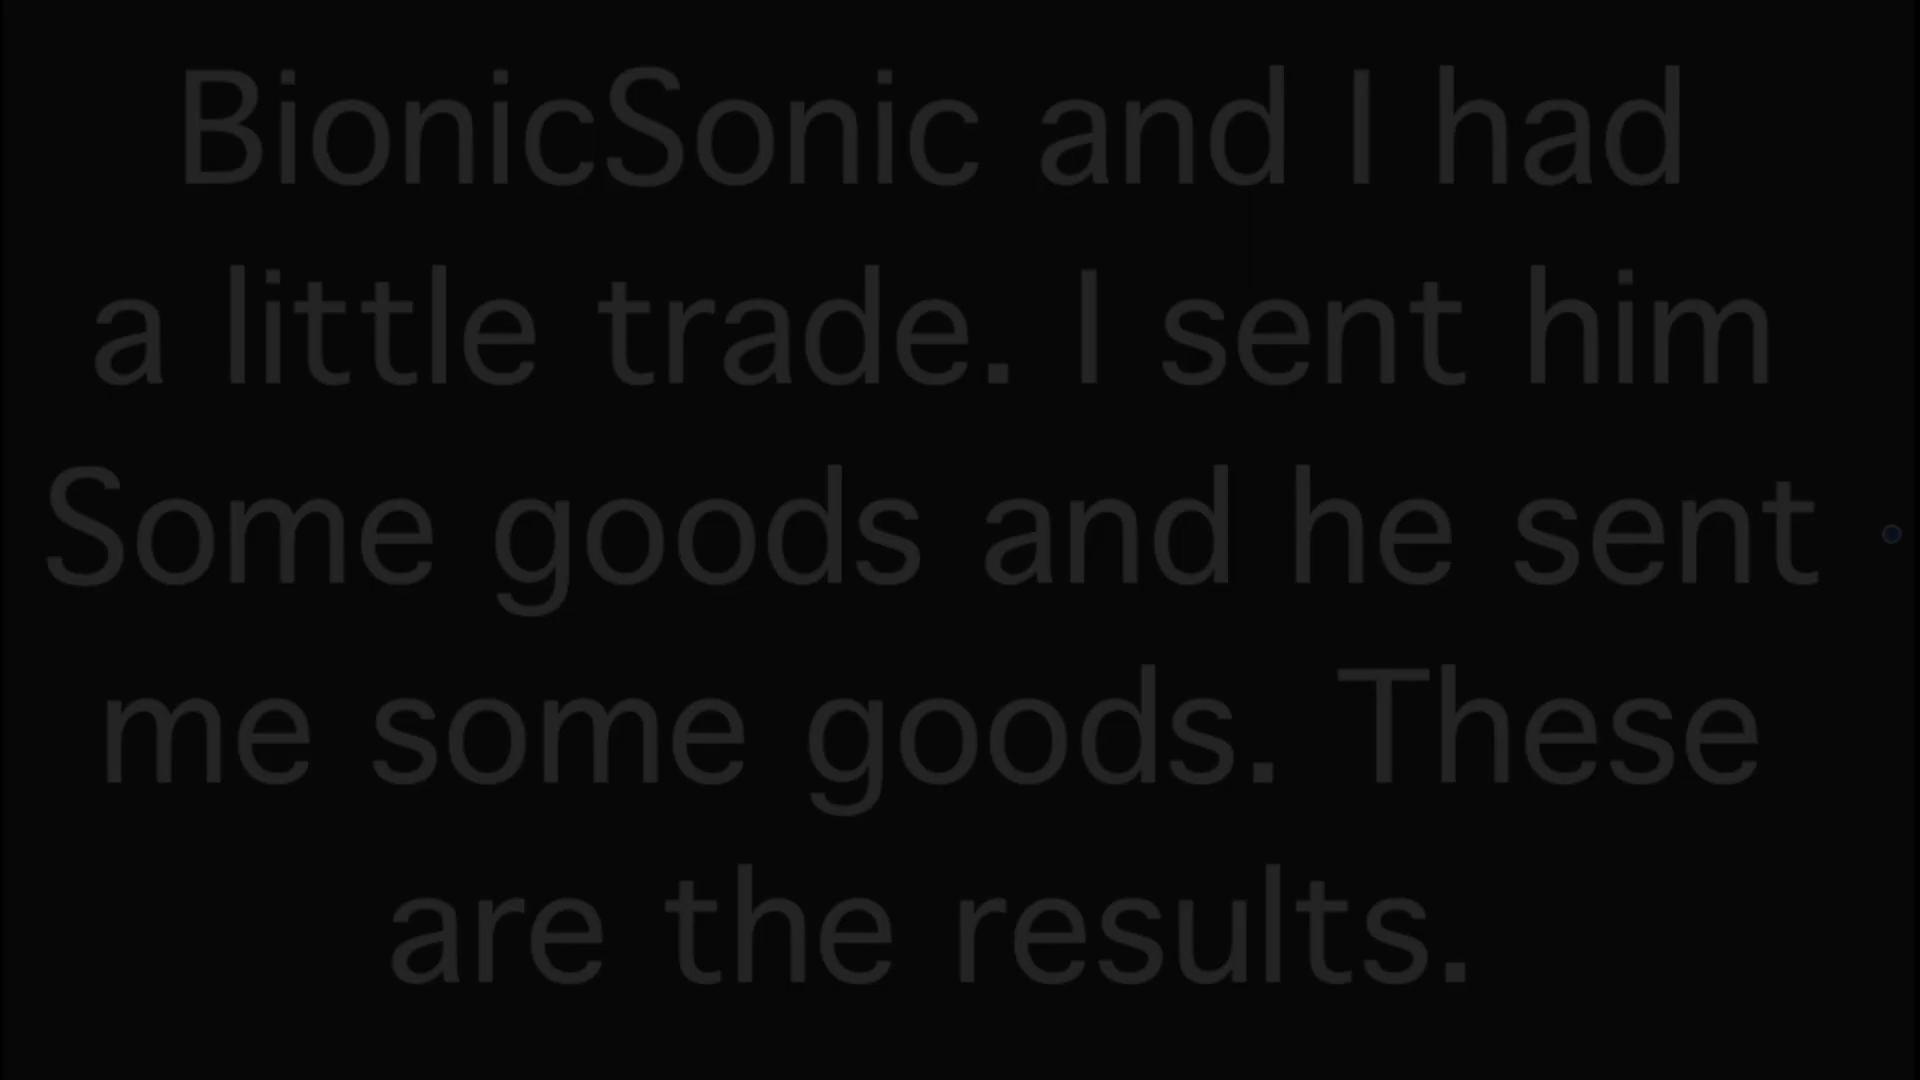 BionicSonic and I had
a little trade. I sent him
Some goods and he sent
me some goods. These
are the results.